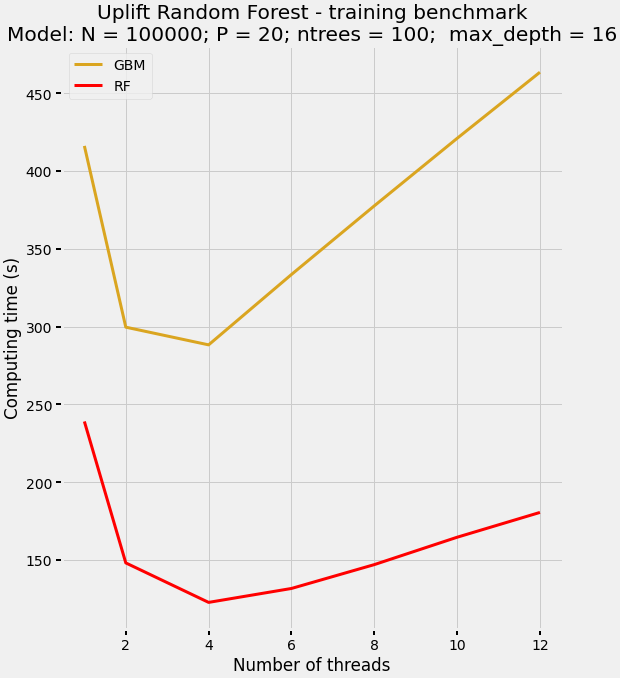 Uplift Random Forest - training benchmark
Model: N = 100000; P = 20; ntrees = 100;  max_depth = 16
GBM
RF
450
400
350
300
250
200
150
Computing time (s)
2 4 6 8 10 12
Number of threads